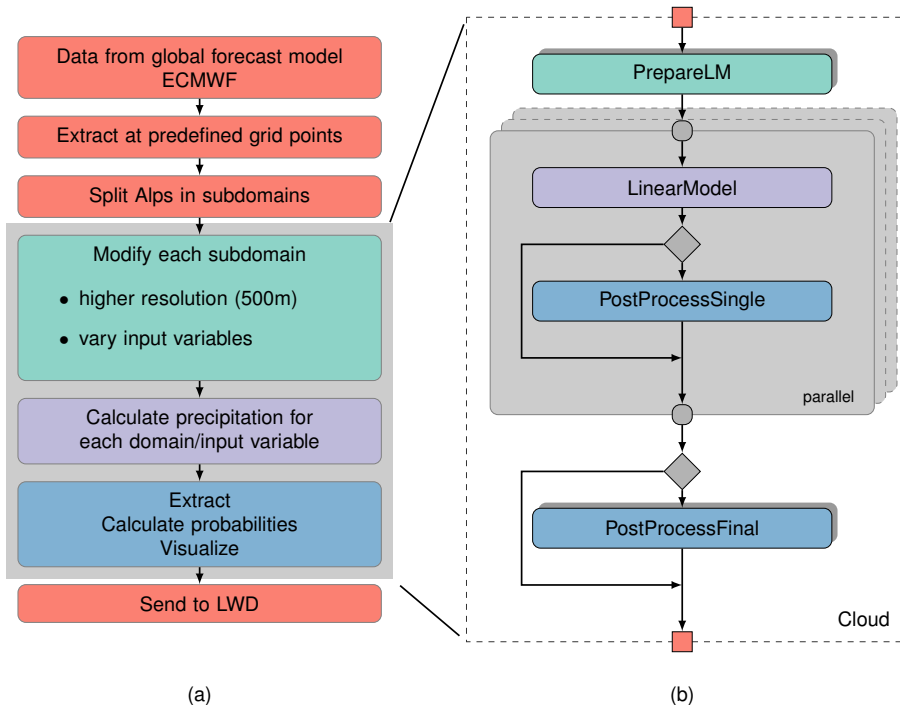 Data from global forecast model
ECMWF
Extract at predefined grid points
Split Alps in subdomains
Modify each subdomain
• higher resolution (500m)
• vary input variables
Calculate precipitation for
each domain/input variable
Extract
Calculate probabilities
Visualize
Send to LWD
(a)
PrepareLM
LinearModel
PostProcessSingle
parallel
PostProcessFinal
Cloud
(b)